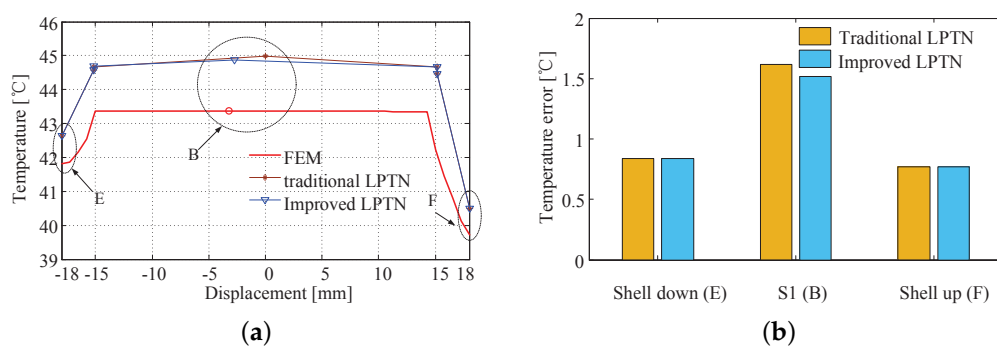 46
45
44
43
42
41
40
39
Temperature [℃]
B
E
F
FEM
traditional LPTN
Improved LPTN
-18 -15 -10 -5 0 5 10 15 18
Displacement [mm]
(a)
2
1.5
1
0.5
0
Temperature error [℃]
Traditional LPTN
Improved LPTN
Shell down (E) S1 (B) Shell up (F)
(b)